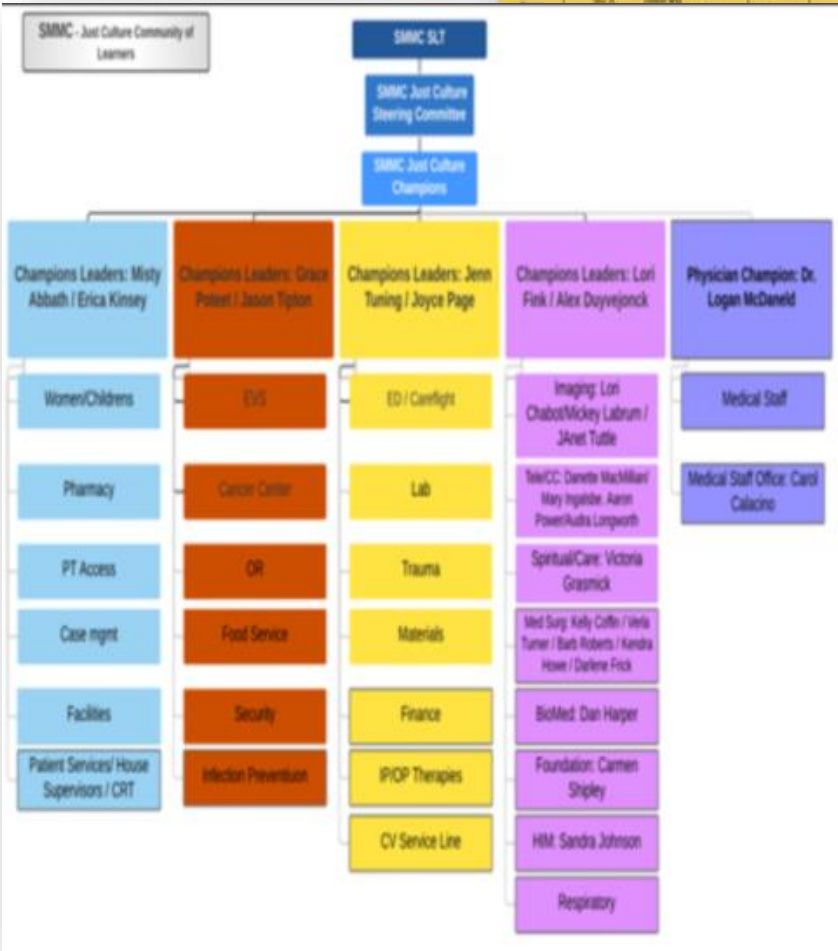 SMMC - Just Culture Community of
Learners
SMMC SLT
SMMC Just Culture
Steering Committee
SMMC Just Culture
Champions
Champions Leaders: Misty
Abbath / Erica Kinsey
Women/Childrens
Pharmacy
PT Access
Case mgmt
Facilities
Patient Services/ House
Supervisors / CRT
Champions Leaders: Grace
Poteet / Jason Tipton
EVS
Cancer Center
OR
Food Service
Security
Infection Preventiuon
Champions Leaders: Jenn
Tuning / Joyce Page
ED / Careflight
Lab
Trauma
Materials
Finance
IP/OP Therapies
CV Service Line
Champions Leaders: Lori
Fink / Alex Duyvejonck
Imaging: Lori
Chabot/Mickey Labrum /
JAnet Tuttle
Tele/CC: Danette MacMillan/
Mary Ingalsbe: Aaron
Power/Audra Longworth
Spiritual/Care: Victoria
Grasmick
Med Surg: Kelly Coffin / Verla
Turner / Barb Roberts / Kendra
Howe / Darlene Frick
BioMed: Dan Harper
Foundation: Carmen
Shipley
HIM: Sandra Johnson
Respiratory
Physician Champion: Dr.
Logan McDaneld
Medical Staff
Medical Staff Office: Carol
Calacino